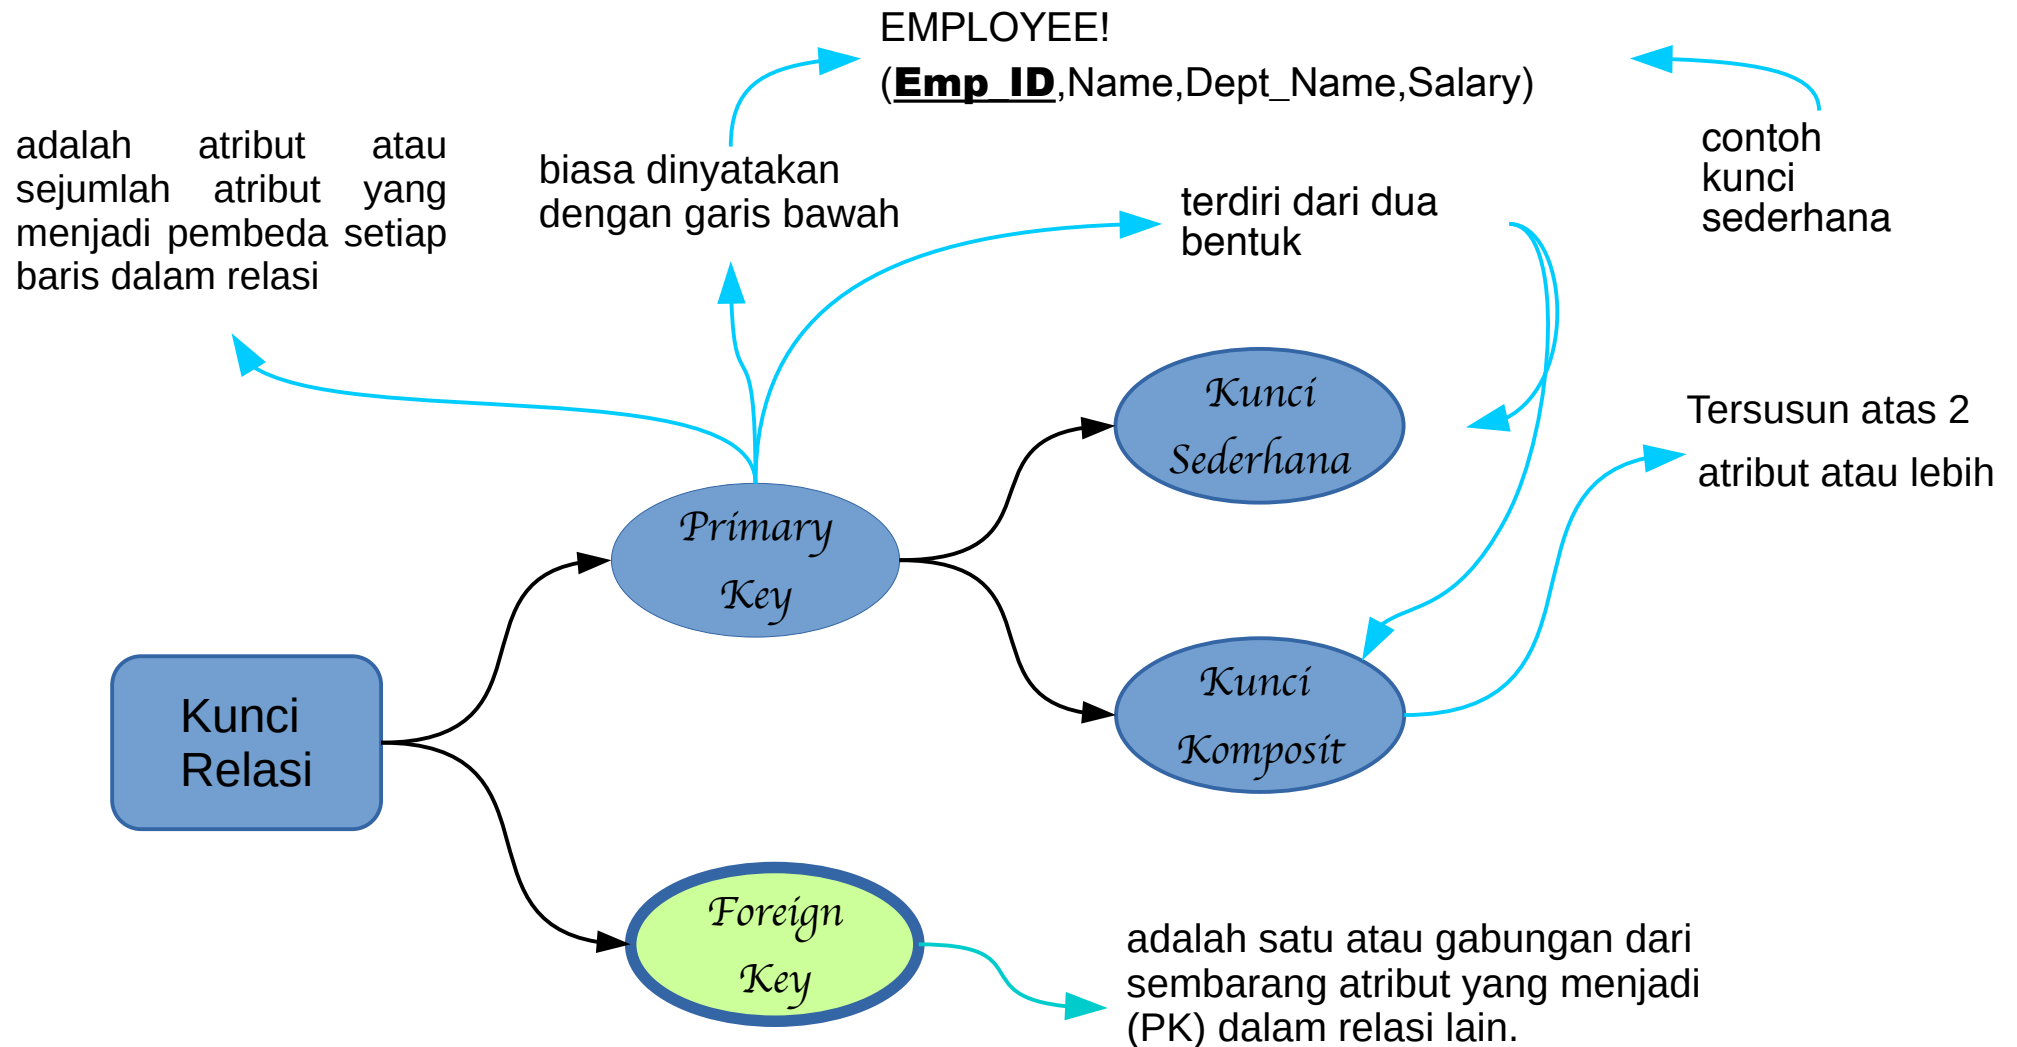 EMPLOYEE!
(Emp_ID,Name,Dept_Name,Salary)
adalah atribut atau
sejumlah atribut yang
menjadi pembeda setiap
baris dalam relasi
biasa dinyatakan
dengan garis bawah
terdiri dari dua
bentuk
contoh
kunci
sederhana
Kunci
Sederhana
Tersusun atas 2
atribut atau lebih
Primary
Key
Kunci
Komposit
Kunci
Relasi
Foreign
Key
adalah satu atau gabungan dari
sembarang atribut yang menjadi
(PK) dalam relasi lain.